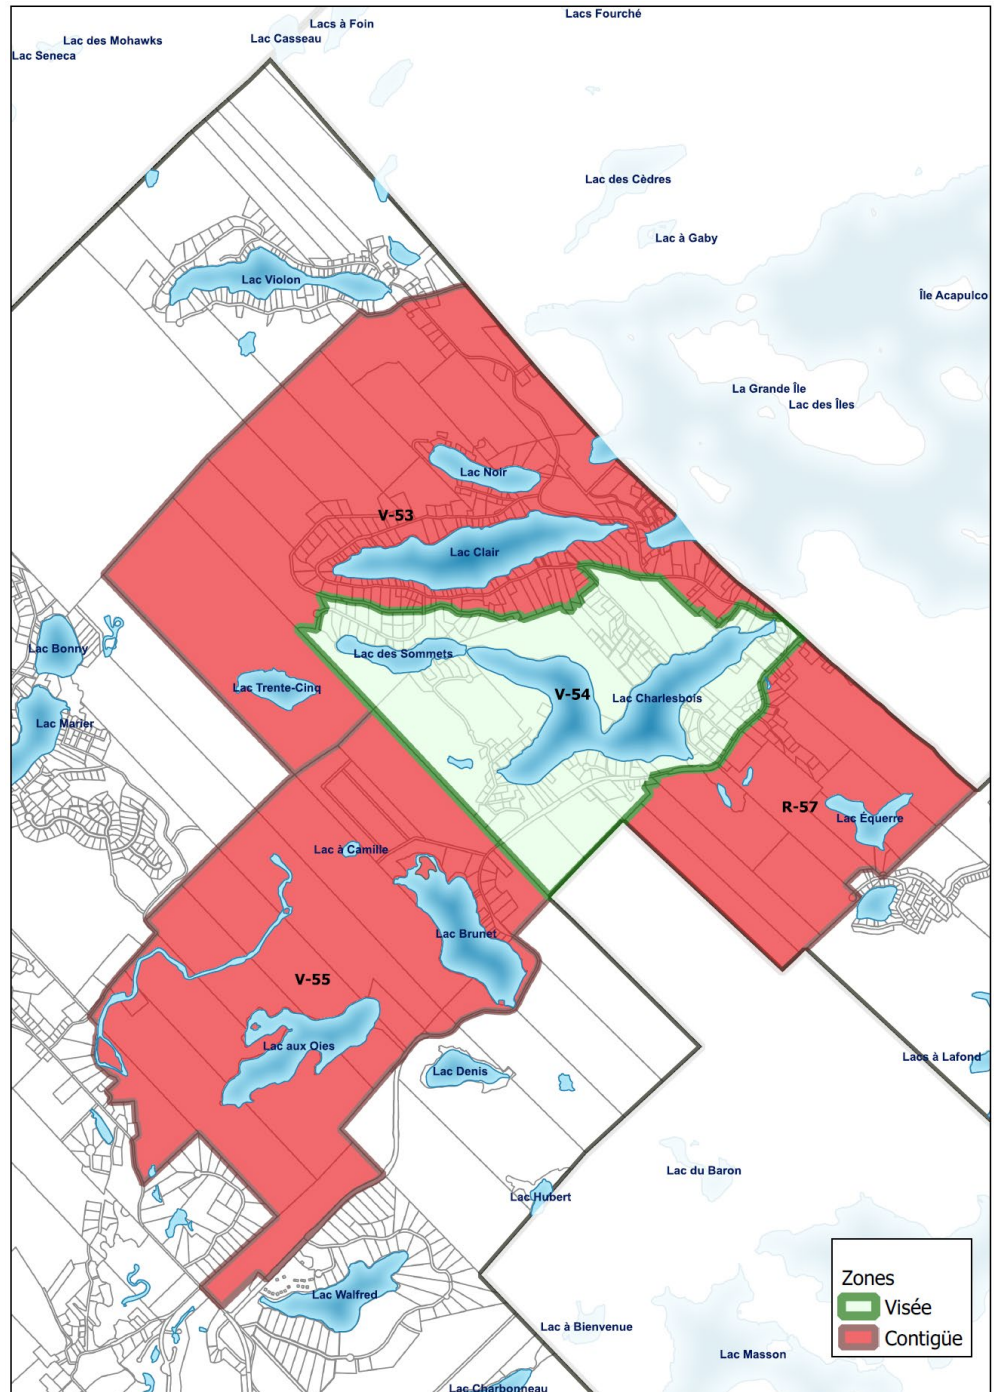 Lacs Fourché
Lacs à Foin
Lac Casseau
Lac des Mohawks
Lac Seneca
Lac des Cèdres
Lac à Gaby
Lac Violon
Île Acapulco
La Grande Île
Lac des Îles
Lac Noir
V-53
Lac Clair
Lac Bonny
Lac des Sommets
Lac Trente-Cinq
V-54
Lac Charlesbois
Lac Marier
R-57
Lac Équerre
Lac à Camille
Lac Brunet
V-55
Lac aux Oies
Lac Denis
Lacs à Lafond
Lac du Baron
Lac Hubert
Lac Walfred
Lac à Bienvenue
Lac Masson
Lac Charbonneau
Zones
Visée
Contigüe